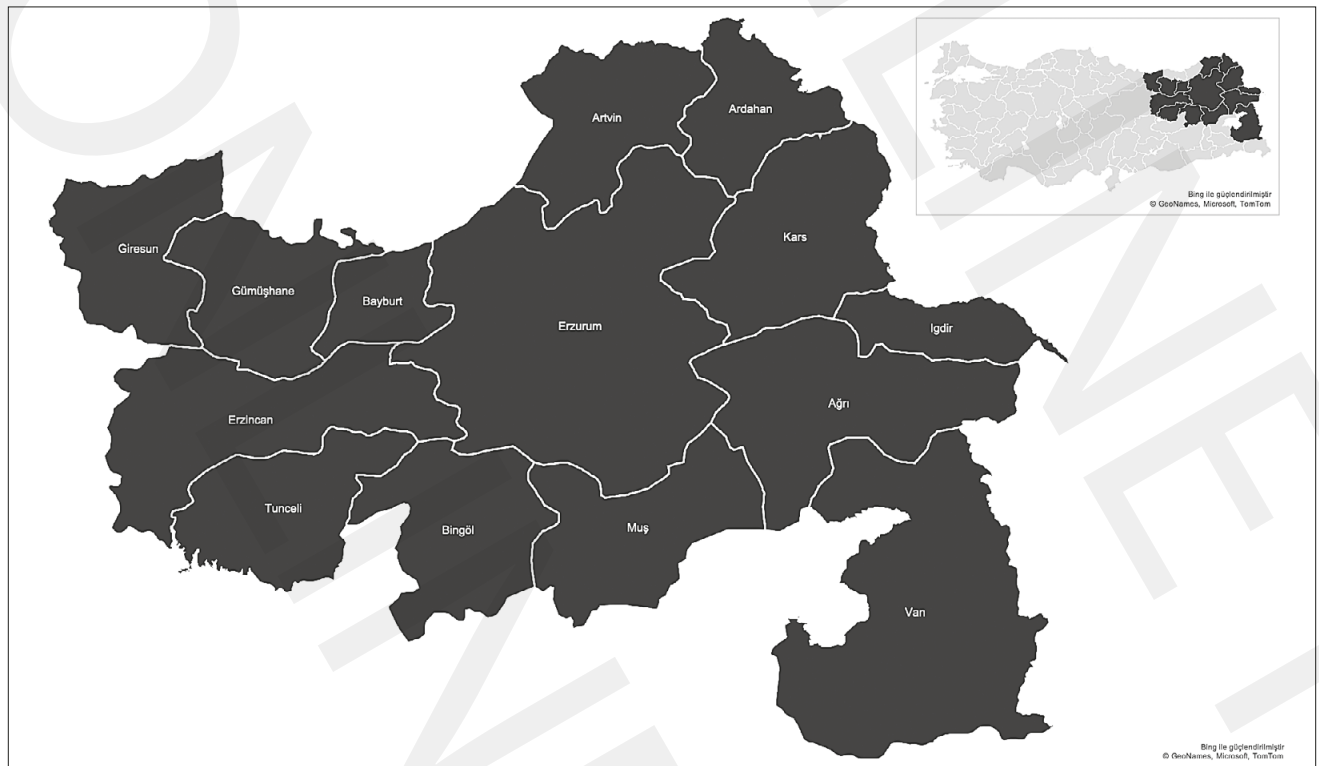 Artvin
Ardahan
Bing ile güçlendirilmiştir
© GeoNames, Microsoft, TomTom
Giresun
Kars
Gümüşhane
Bayburt
Erzurum
Igdir
Erzincan
Ağrı
Tunceli
Bingöl
Muş
Van
Bing ile güçlendirilmiştir
© GeoNames, Microsoft, TomTom